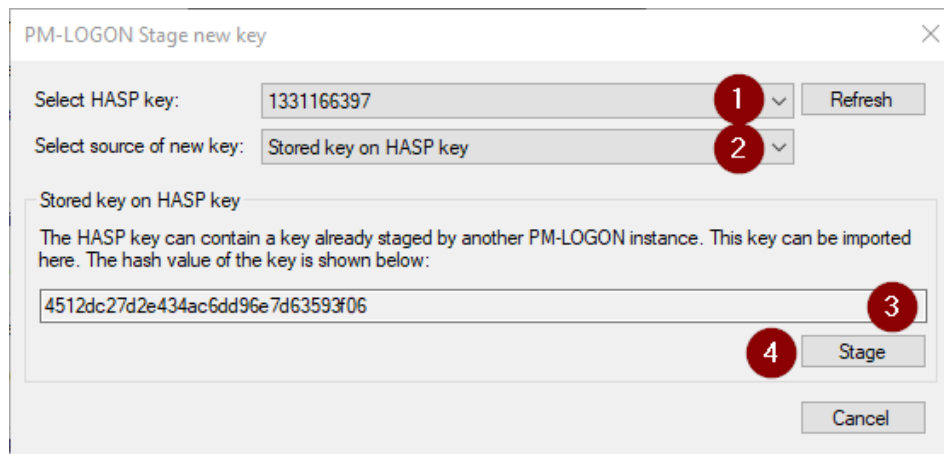 PM-LOGON Stage new key
Select HASP key: 1331166397 1 Refresh
Select source of new key: Stored key on HASP key 2
Stored key on HASP key
The HASP key can contain a key already staged by another PM-LOGON instance. This key can be imported
here. The hash value of the key is shown below:
4512dc27d2e434ac6dd96e7d63593f06 3
4 Stage
Cancel